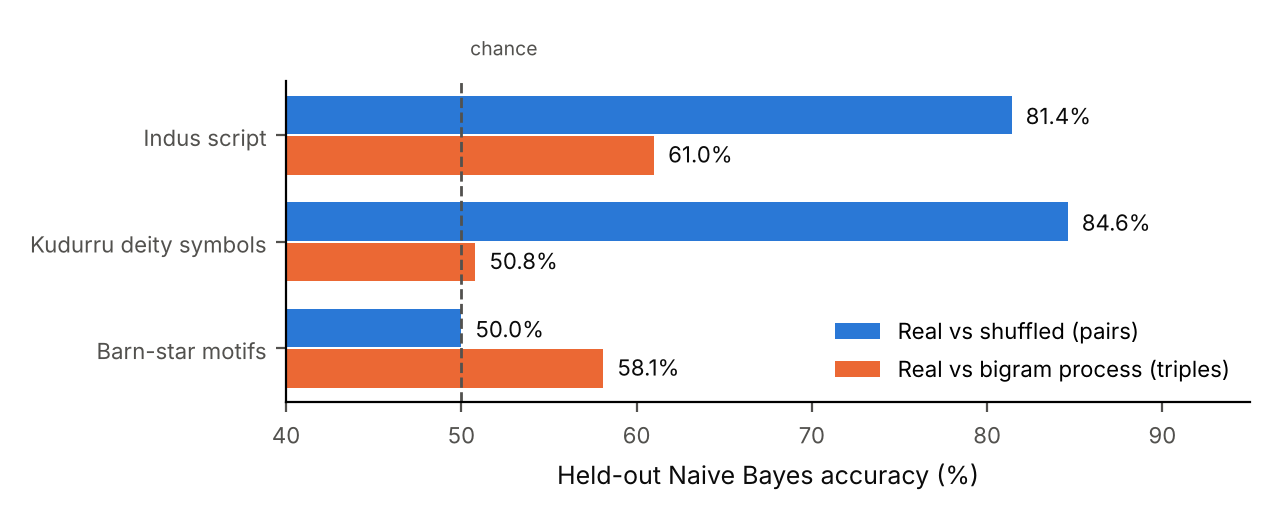 chance
Indus script
81.4%
61.0%
Kudurru deity symbols
84.6%
50.8%
Barn-star motifs
50.0%
58.1%
Real vs shuffled (pairs)
Real vs bigram process (triples)
40 50 60 70 80 90
Held-out Naive Bayes accuracy (%)